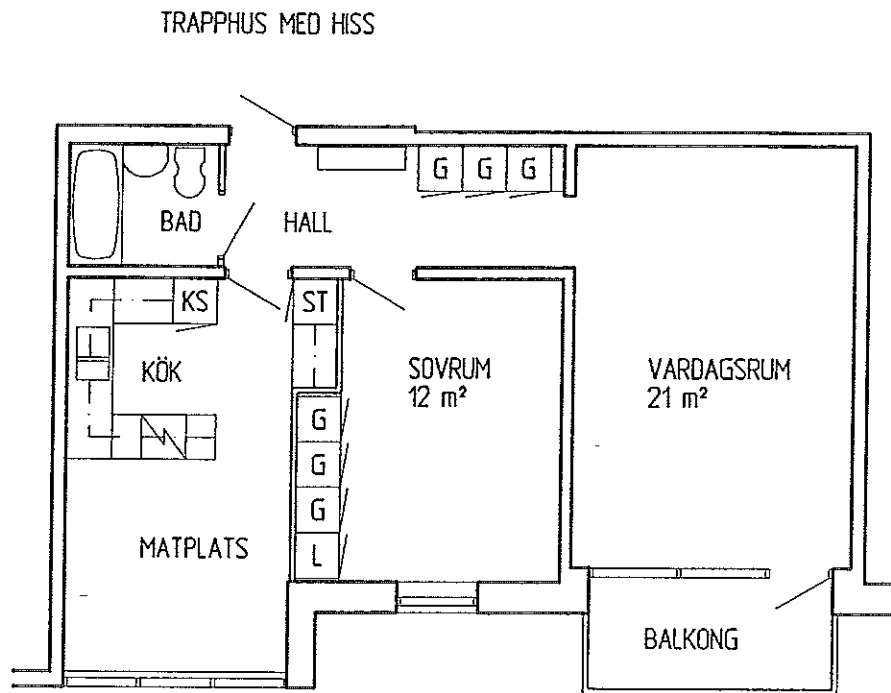 TRAPPHUS MED HISS
G G G
BAD
HALL
KS
ST
KÖK
SOVRUM
12 m²
VARDAGSRUM
21 m²
G
G
G
L
MATPLATS
BALKONG